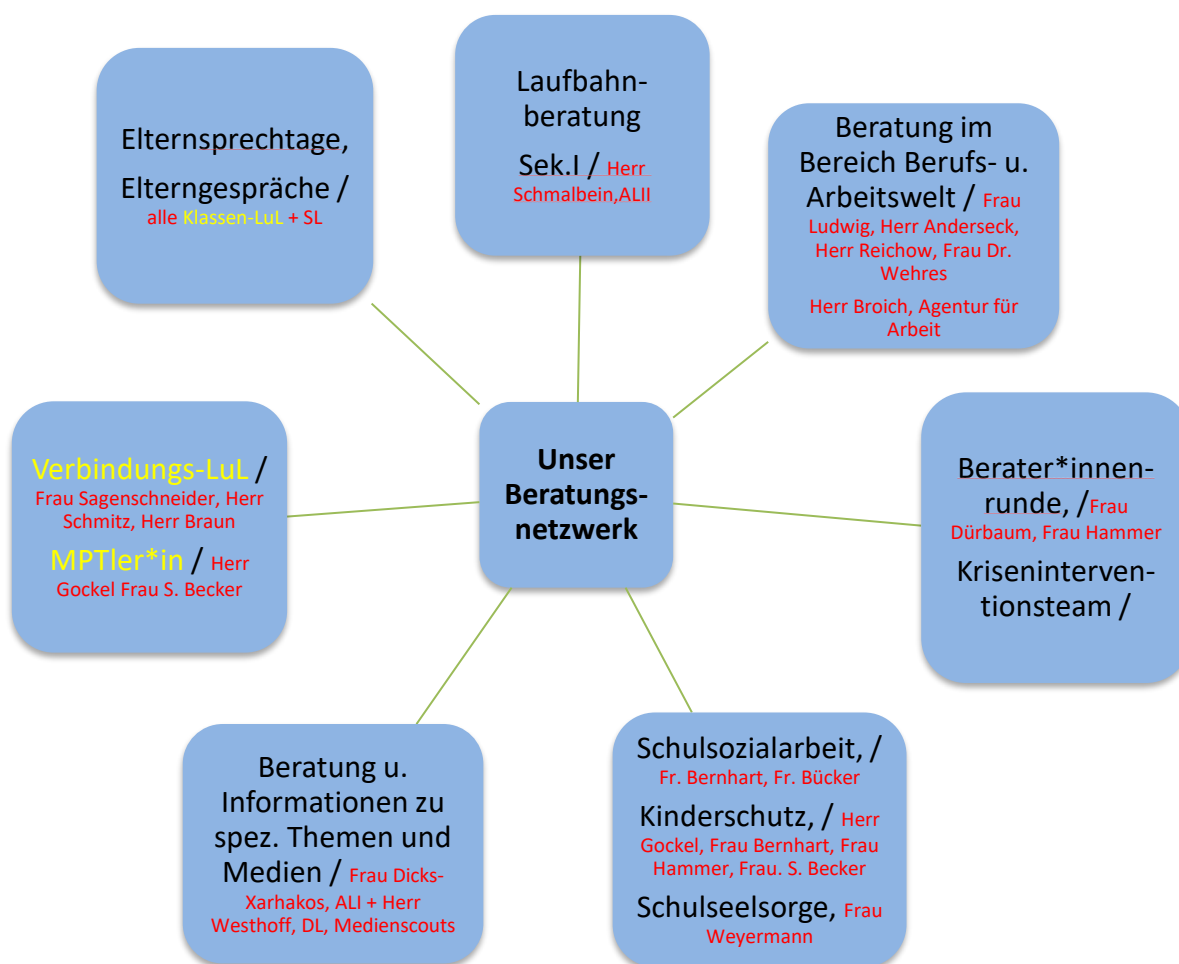 Elternsprechtage,
Elterngespräche /
alle Klassen-LuL + SL
Laufbahn-
beratung
Sek.I / Herr
Schmalbein,ALII
Beratung im
Bereich Berufs- u.
Arbeitswelt / Frau
Ludwig, Herr Anderseck,
Herr Reichow, Frau Dr.
Wehres
Herr Broich, Agentur für
Arbeit
Verbindungs-LuL /
Frau Sagenschneider, Herr
Schmitz, Herr Braun
MPTler*in / Herr
Gockel Frau S. Becker
Unser
Beratungs-
netzwerk
Berater*innen-
runde, /Frau
Dürbaum, Frau Hammer
Kriseninterven-
tionsteam /
Beratung u.
Informationen zu
spez. Themen und
Medien / Frau Dicks-
Xarhakos, ALI + Herr
Westhoff, DL, Medienscouts
Schulsozialarbeit, /
Fr. Bernhart, Fr. Bücker
Kinderschutz, / Herr
Gockel, Frau Bernhart, Frau
Hammer, Frau. S. Becker
Schulseelsorge, Frau
Weyermann